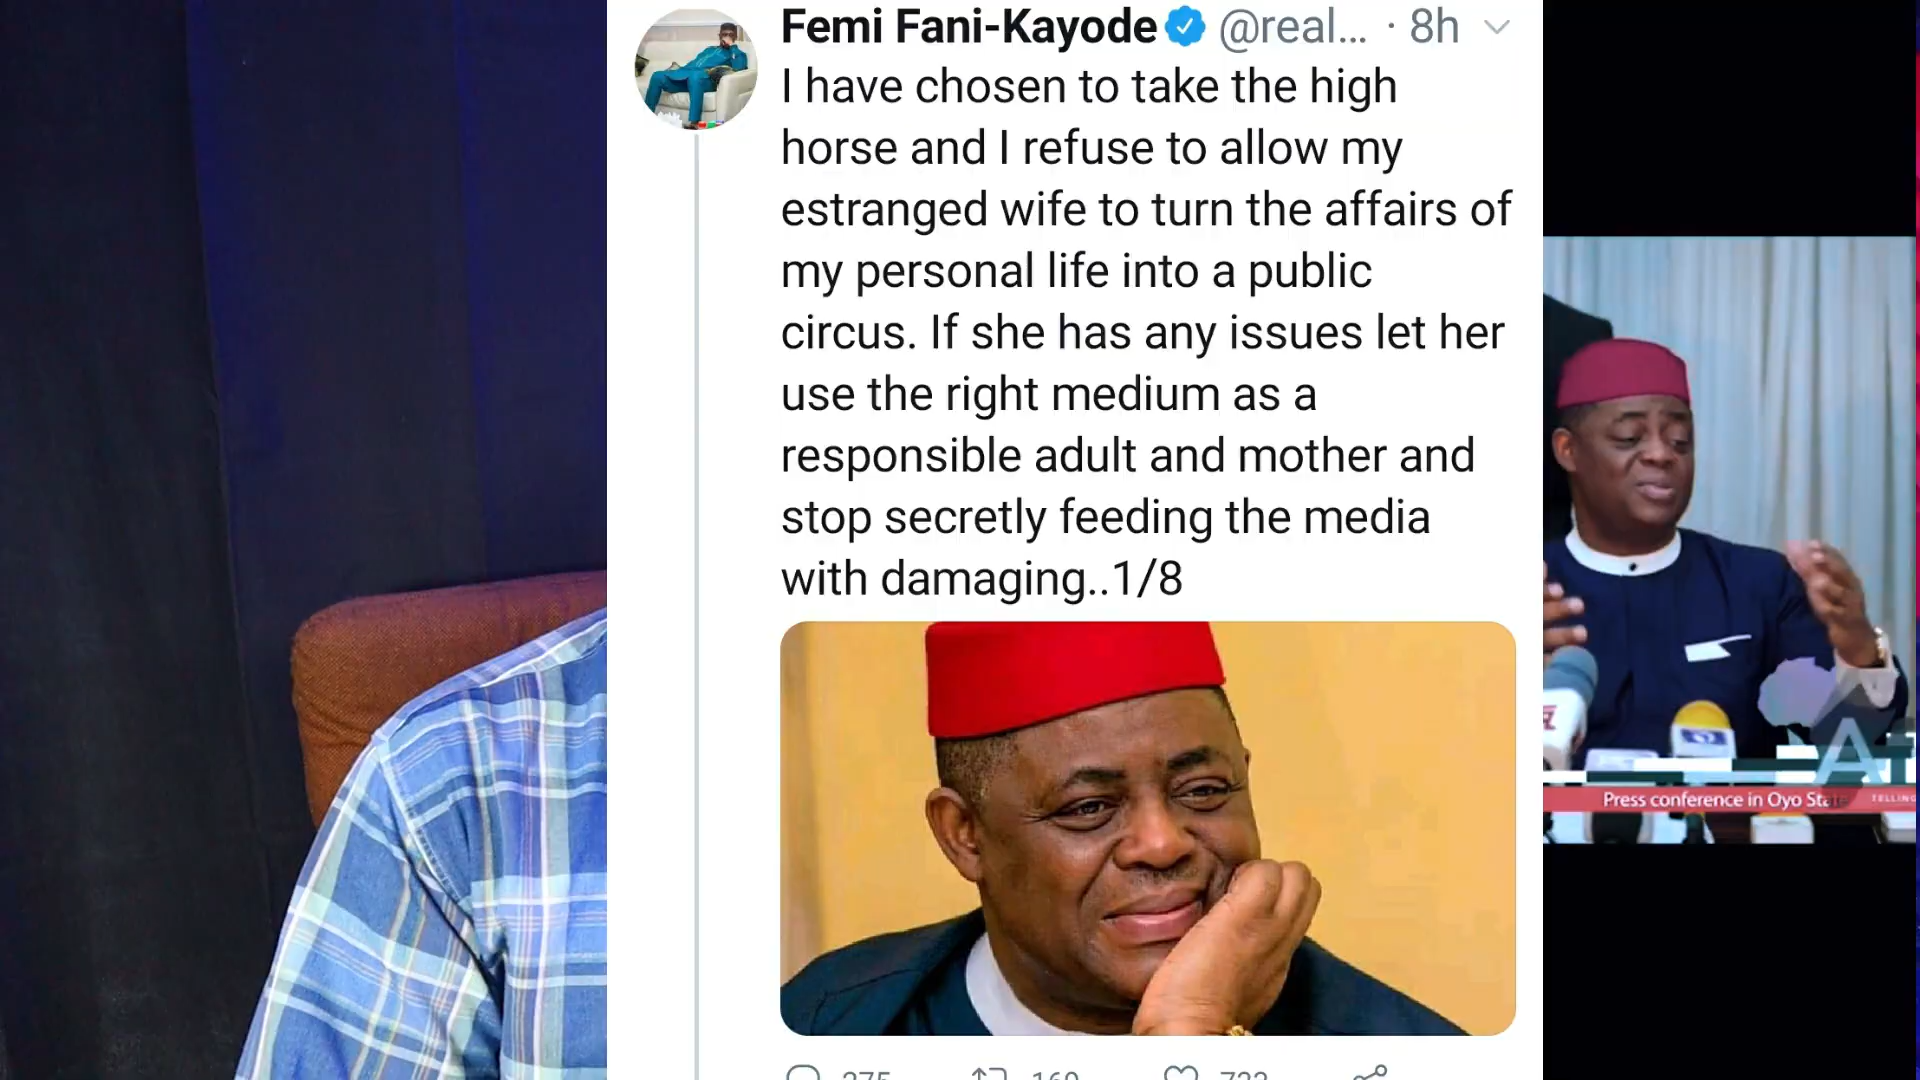 Femi Fani-Kayode @real... · 8h
I have chosen to take the high
horse and I refuse to allow my
estranged wife to turn the affairs of
my personal life into a public
circus. If she has any issues let her
use the right medium as a
responsible adult and mother and
stop secretly feeding the media
with damaging..1/8
Press conference in Oyo State
TELLING